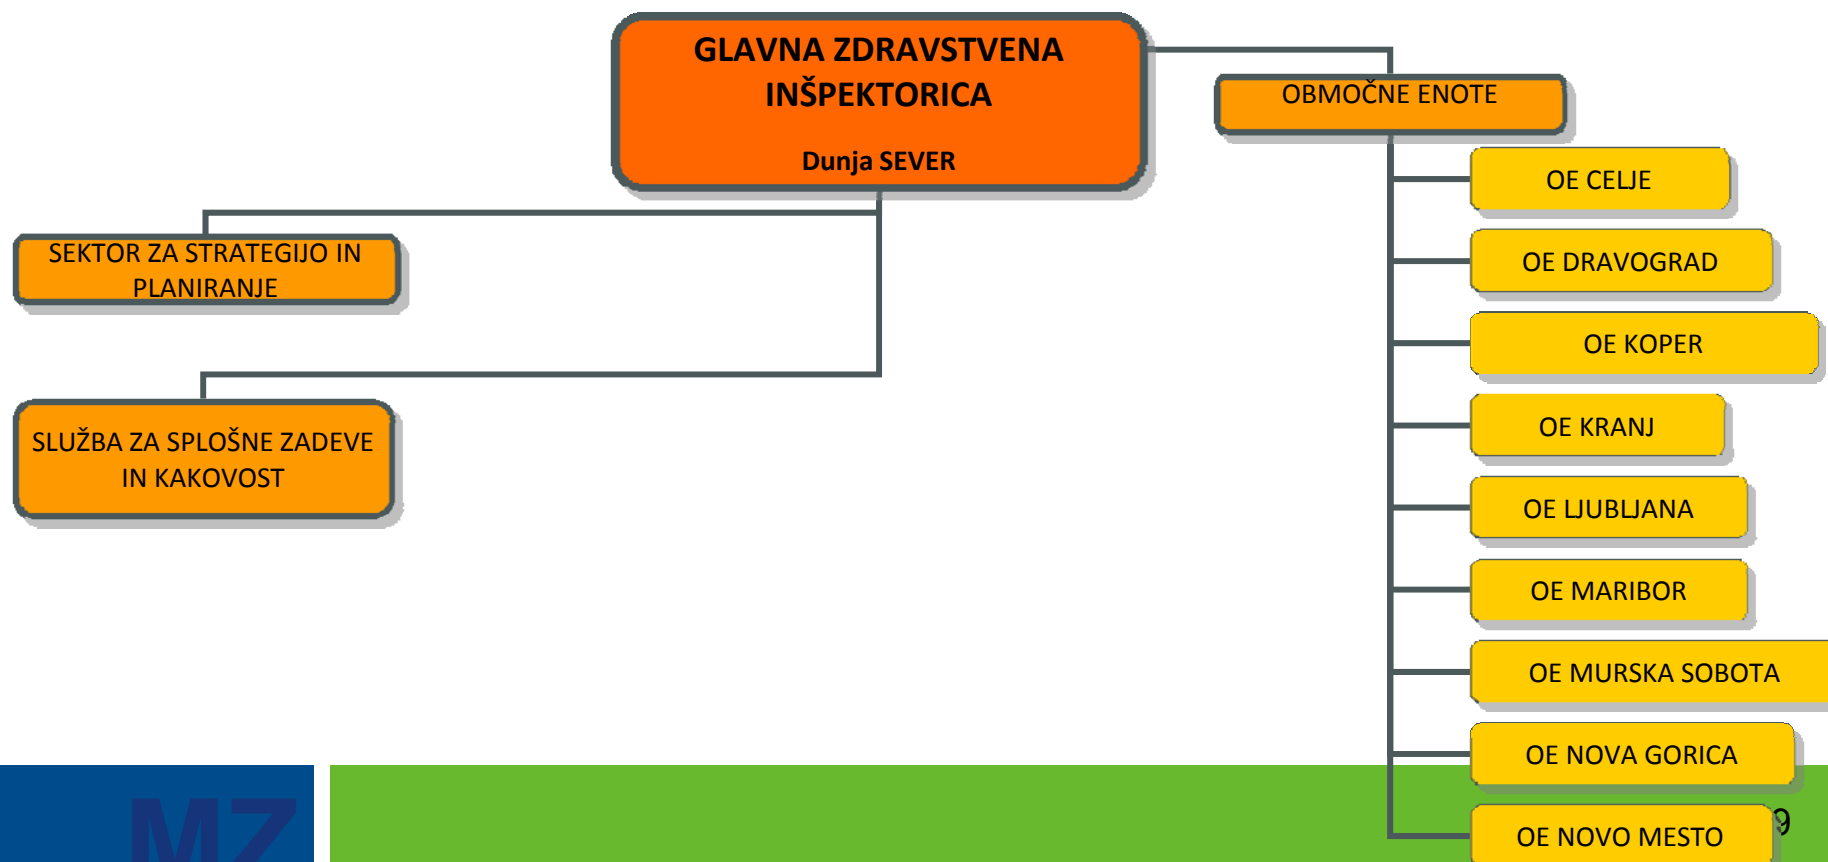 GLAVNA ZDRAVSTVENA
INŠPEKTORICA
Dunja SEVER
OBMOČNE ENOTE
SEKTOR ZA STRATEGIJO IN
PLANIRANJE
SLUŽBA ZA SPLOŠNE ZADEVE
IN KAKOVOST
OE CELJE
OE DRAVOGRAD
OE KOPER
OE KRANJ
OE LJUBLJANA
OE MARIBOR
OE MURSKA SOBOTA
OE NOVA GORICA
OE NOVO MESTO
9
MZ